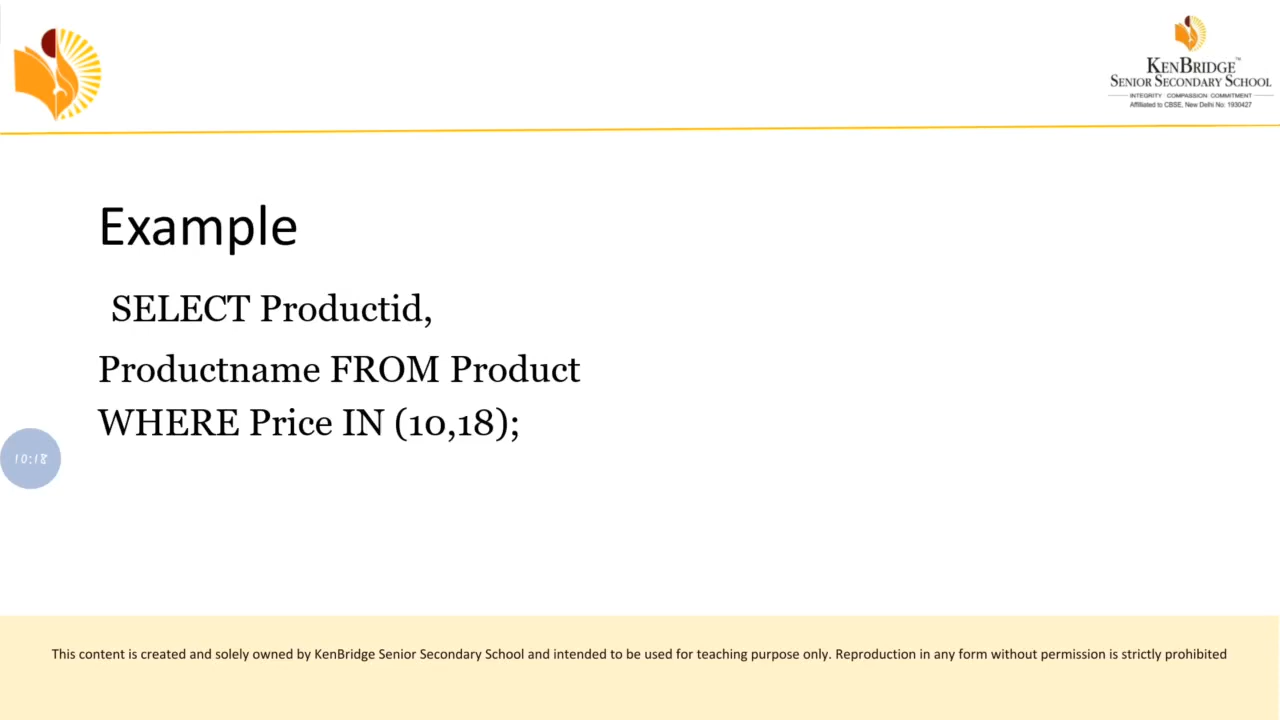 KENBRIDGE™
SENIOR SECONDARY SCHOOL
INTEGRITY COMPASSION COMMITMENT
Affiliated to CBSE, New Delhi No: 1930427
Example
SELECT Productid,
Productname FROM Product
WHERE Price IN (10,18);
10:18
This content is created and solely owned by KenBridge Senior Secondary School and intended to be used for teaching purpose only. Reproduction in any form without permission is strictly prohibited